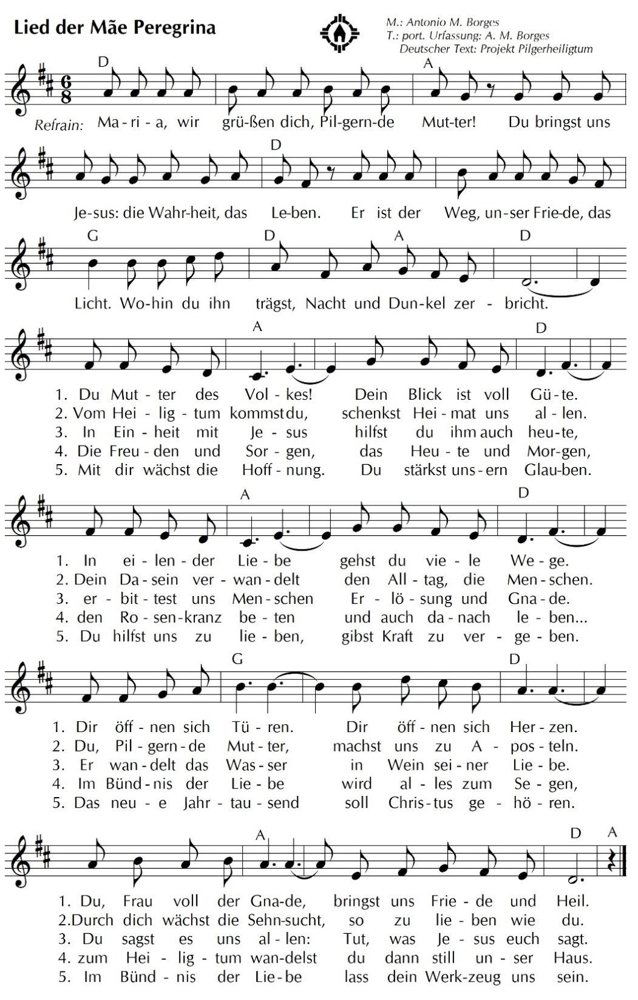 Lied der Mãe Peregrina
M.: Antonio M. Borges
T.: port. Urfassung: A. M. Borges
Deutscher Text: Projekt Pilgerheiligtum
D A
6
8
Refrain: Ma - ri - a, wir grü-ßen dich, Pil-gern-de Mut-ter! Du bringst uns
D
Je-sus: die Wahr-heit, das Le-ben. Er ist der Weg, un-ser Frie-de, das
G D A D
Licht. Wo-hin du ihn trägst, Nacht und Dun-kel zer - bricht.
A D
1. Du Mut - ter des Vol - kes! Dein Blick ist voll Gü - te.
2. Vom Hei - lig - tum kommst du, schenkst Hei - mat uns al - len.
3. In Ein - heit mit Je - sus hilfst du ihm auch heu-te,
4. Die Freu - den und Sor - gen, das Heu - te und Mor-gen,
5. Mit dir wächst die Hoff - nung. Du stärkst uns - ern Glau-ben.
A D
1. In ei - len - der Lie - be gehst du vie - le We - ge.
2. Dein Da - sein ver - wan - delt den All - tag, die Men - schen.
3. er - bit - test uns Men - schen Er - lö - sung und Gna - de.
4. den Ro - sen-kranz be - ten und auch da - nach le - ben...
5. Du hilfst uns zu lie - ben, gibst Kraft zu ver - ge - ben.
G D
1. Dir öff - nen sich Tü - ren. Dir öff - nen sich Her - zen.
2. Du, Pil - gern - de Mut - ter, machst uns zu A - pos - teln.
3. Er wan - delt das Was - ser in Wein sei - ner Lie - be.
4. Im Bünd - nis der Lie - be wird al - les zum Se - gen,
5. Das neu - e Jahr - tau - send soll Chris - tus ge - hö - ren.
A D A
1. Du, Frau voll der Gna-de, bringst uns Frie - de und Heil.
2.Durch dich wächst die Sehn-sucht, so zu lie - ben wie du.
3. Du sagst es uns al - len: Tut, was Je - sus euch sagt.
4. zum Hei - lig - tum wan-delst du dann still un - ser Haus.
5. Im Bünd - nis der Lie - be lass dein Werk-zeug uns sein.